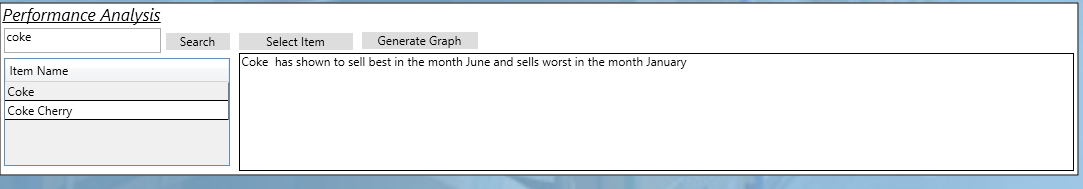 Performance Analysis
coke
Search
Select Item
Generate Graph
Item Name
Coke
Coke Cherry
Coke  has shown to sell best in the month June and sells worst in the month January